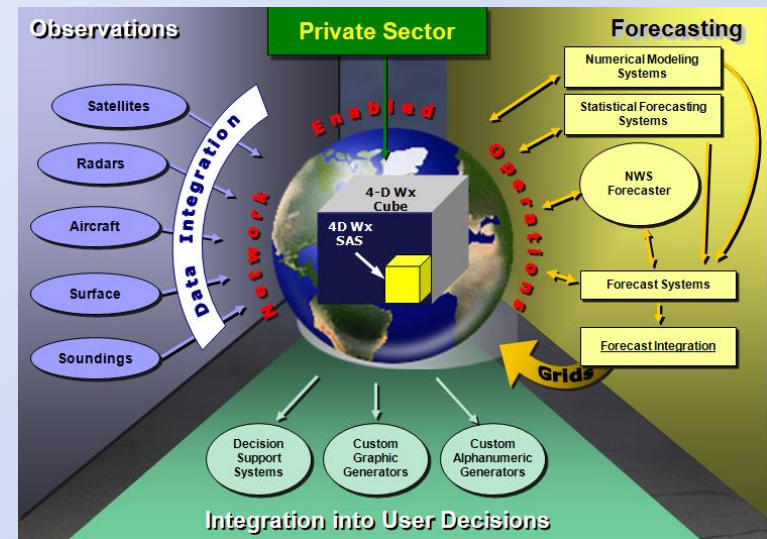 Observations
Private Sector
Forecasting
Satellites
Radars
Aircraft
Surface
Soundings
Data Integration
Network Enabled Operations
4-D Wx
Cube
4D Wx
SAS
Numerical Modeling
Systems
Statistical Forecasting
Systems
NWS
Forecaster
Forecast Systems
Forecast Integration
Grids
Decision
Support
Systems
Custom
Graphic
Generators
Custom
Alphanumeric
Generators
Integration into User Decisions